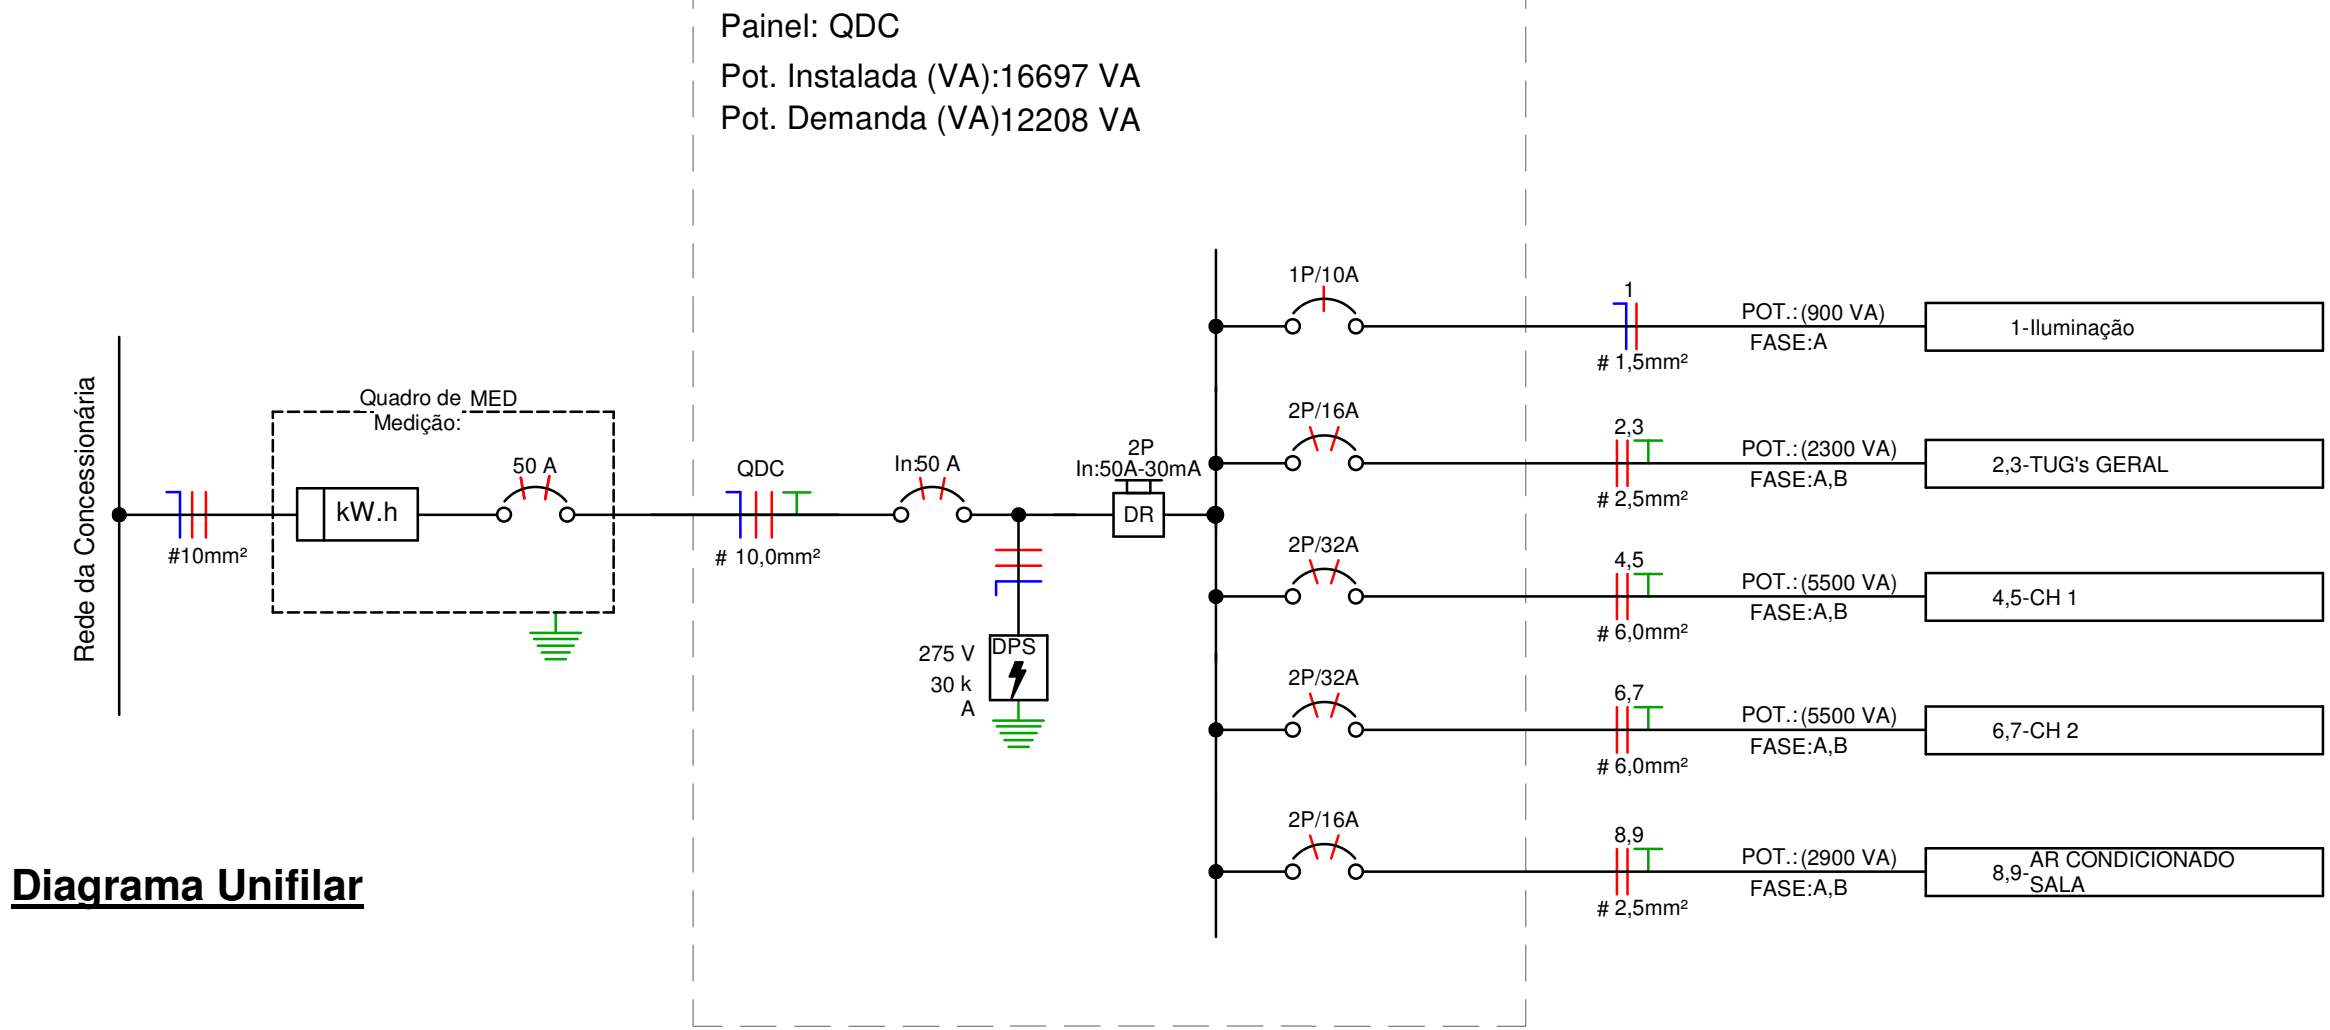 Painel: QDC
Pot. Instalada (VA):16697 VA
Pot. Demanda (VA)12208 VA
Rede da Concessionária
#10mm²
Quadro de MED
Medição:
kW.h
50 A
QDC
# 10,0mm²
In:50 A
275 V
30 k
A
DPS
2P
In:50A-30mA
DR
1P/10A
1
# 1,5mm²
POT.:(900 VA)
FASE:A
1-Iluminação
2P/16A
2,3
# 2,5mm²
POT.:(2300 VA)
FASE:A,B
2,3-TUG's GERAL
2P/32A
4,5
# 6,0mm²
POT.:(5500 VA)
FASE:A,B
4,5-CH 1
2P/32A
6,7
# 6,0mm²
POT.:(5500 VA)
FASE:A,B
6,7-CH 2
2P/16A
8,9
# 2,5mm²
POT.:(2900 VA)
FASE:A,B
8,9-AR CONDICIONADO
SALA
Diagrama Unifilar